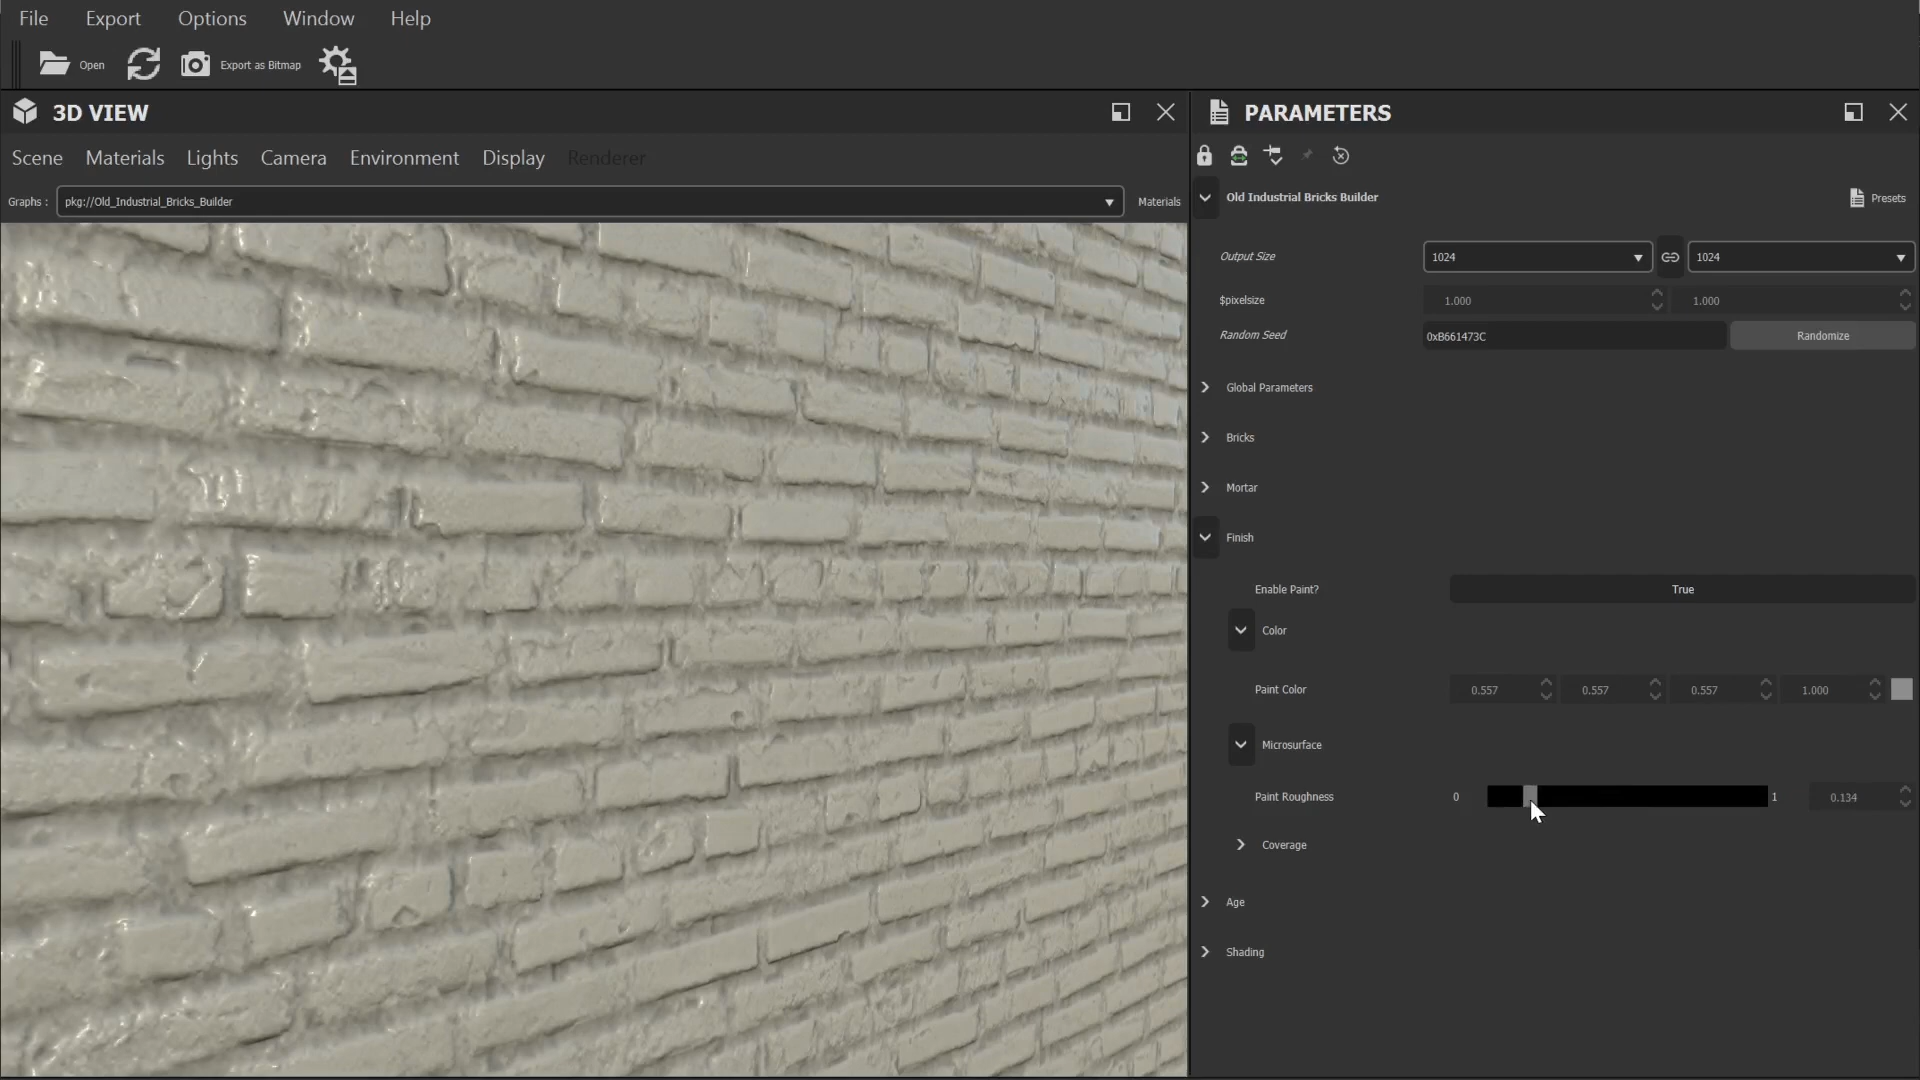 File Export Options Window Help
Open Export as Bitmap
3D VIEW
Scene Materials Lights Camera Environment Display Renderer
Graphs : pkg://Old_Industrial_Bricks_Builder Materials
PARAMETERS
Old Industrial Bricks Builder Presets
Output Size 1024 1024
$pixelsize 1.000 1.000
Random Seed 0xB661473C Randomize
Global Parameters
Bricks
Mortar
Finish
Enable Paint? True
Color
Paint Color 0.557 0.557 0.557 1.000
Microsurface
Paint Roughness 0 1 0.134
Coverage
Age
Shading